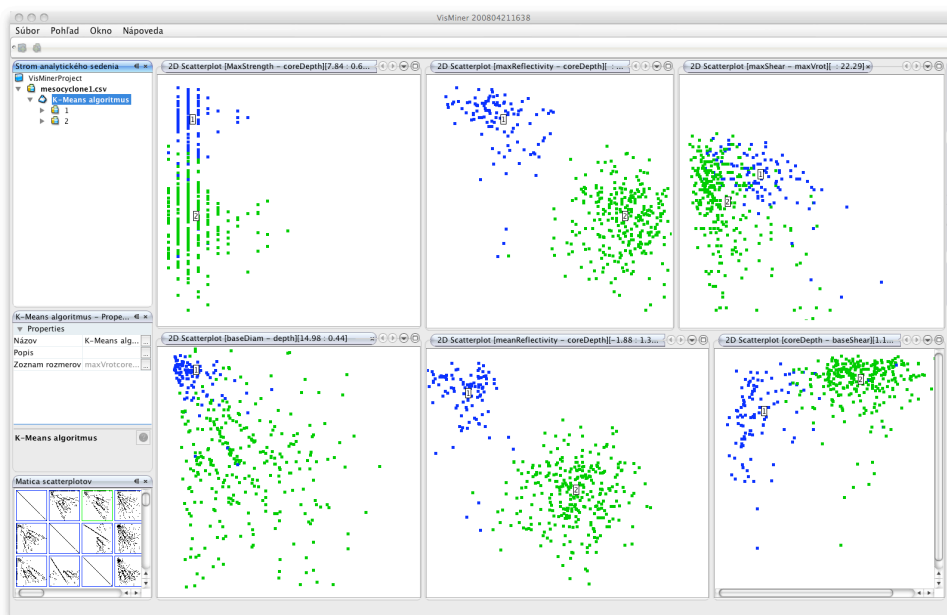 VisMiner 200804211638
Súbor Pohľad Okno Nápoveda
Strom analytického sedenia
VisMinerProject
mesocyclone1.csv
K-Means algoritmus
1
2
2D Scatterplot [MaxStrength - coreDepth][7.84 : 0.6...
1
2
2D Scatterplot [maxReflectivity - coreDepth][ : ...
1
2
2D Scatterplot [maxShear - maxVrot][ : 22.29]
1
2
K-Means algoritmus - Prope...
Properties
Názov K-Means alg... ...
Popis ...
Zoznam rozmerov maxVrotcore... ...
K-Means algoritmus
Matica scatterplotov
2D Scatterplot [baseDiam - depth][14.98 : 0.44]
1
2D Scatterplot [meanReflectivity - coreDepth][-1.88 : 1.3...
1
2
2D Scatterplot [coreDepth - baseShear][1.1...
1
2